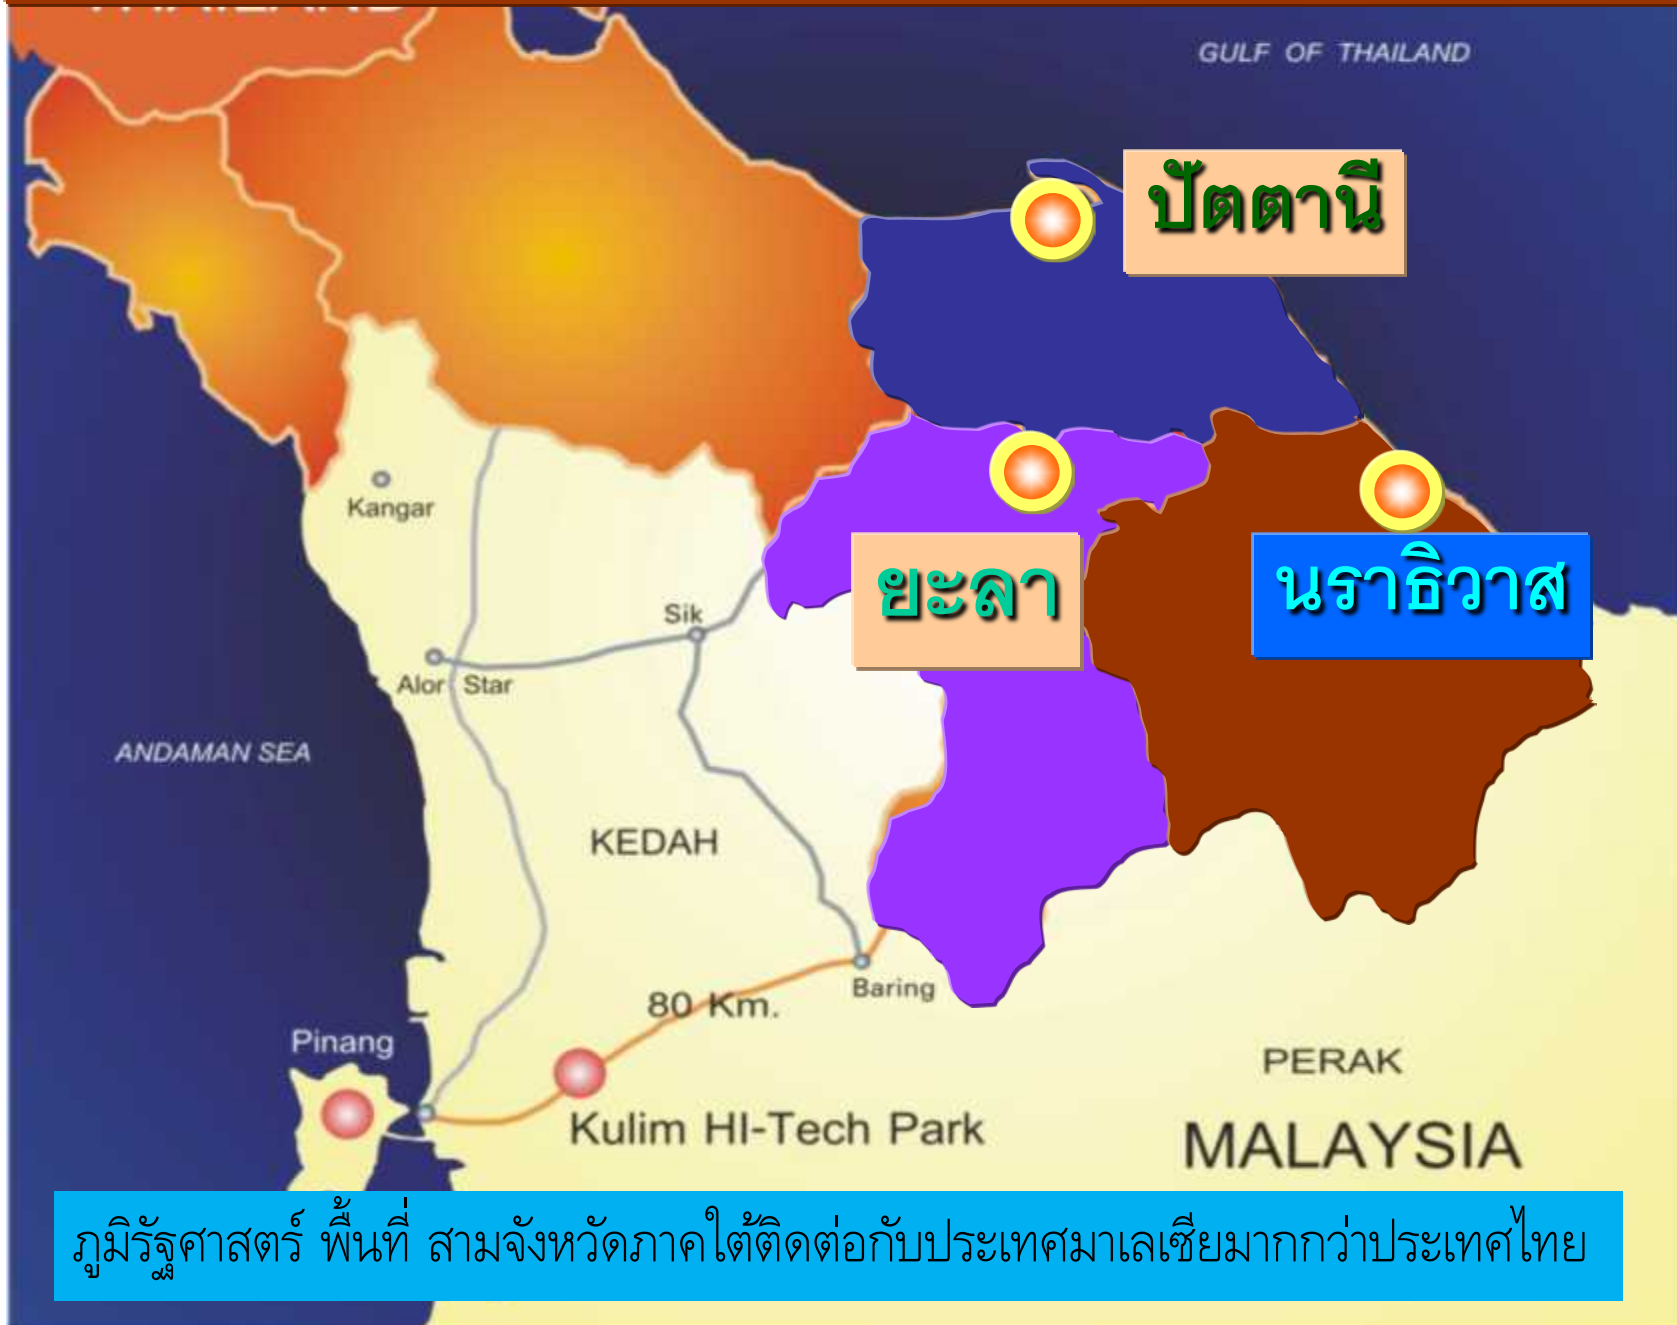 THAILAND
GULF OF THAILAND
ปัตตานี
ยะลา
นราธิวาส
Kangar
Sik
Alor Star
ANDAMAN SEA
KEDAH
Baring
80 Km.
Pinang
Kulim HI-Tech Park
PERAK
MALAYSIA
ภูมิรัฐศาสตร์ พื้นที่ สามจังหวัดภาคใต้ติดต่อกับประเทศมาเลเซียมากกว่าประเทศไทย